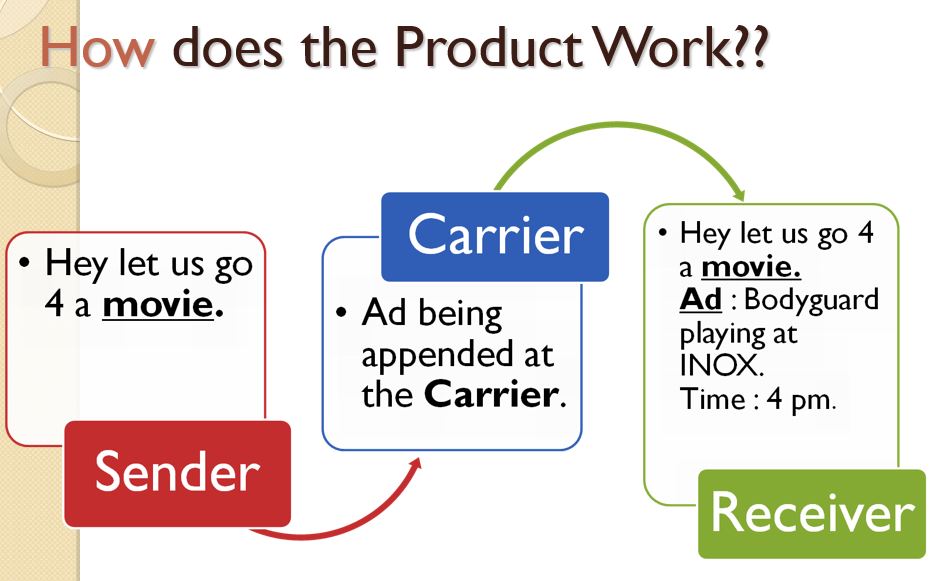 How does the Product Work??
• Hey let us go
4 a movie.
Sender
Carrier
• Ad being
appended at
the Carrier.
• Hey let us go 4
a movie.
Ad : Bodyguard
playing at
INOX.
Time : 4 pm.
Receiver